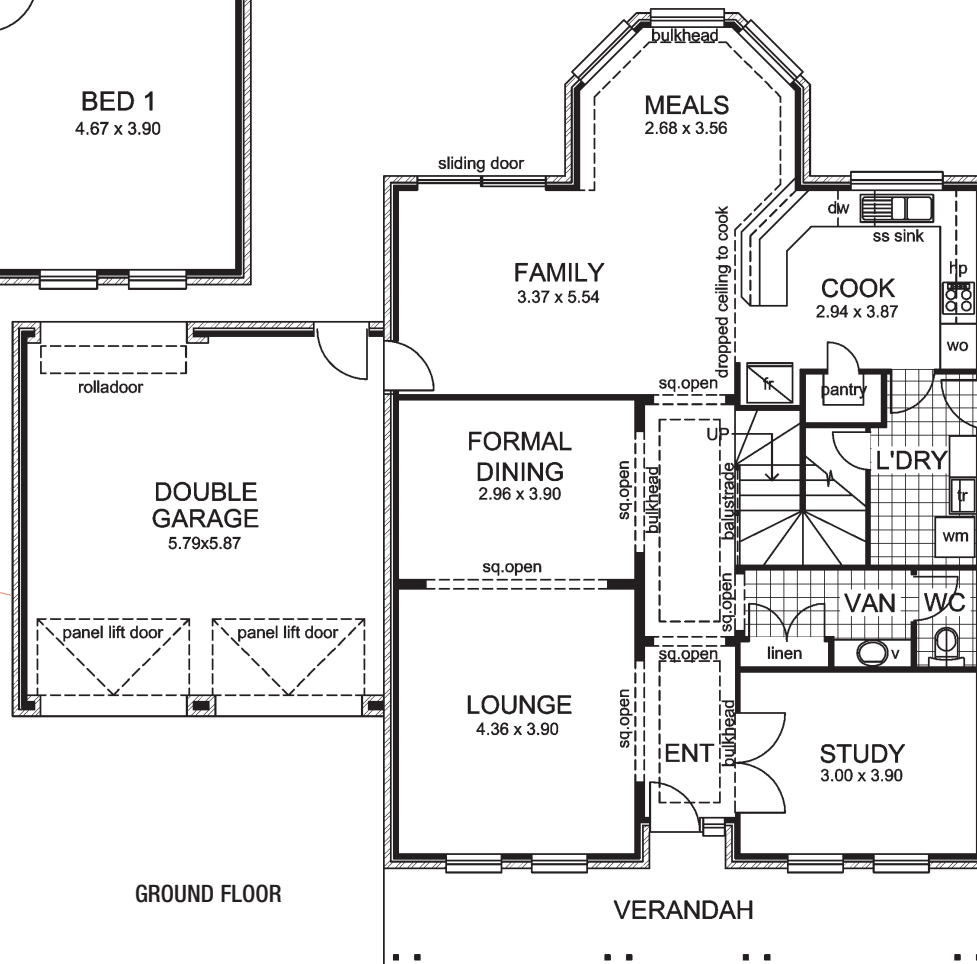 bulkhead
BED 1
4.67 x 3.90
MEALS
2.68 x 3.56
sliding door
dw
ss sink
dropped ceiling to cook
FAMILY
3.37 x 5.54
hp
COOK
2.94 x 3.87
wo
rolladoor
fr
pantry
sq.open
UP
FORMAL
DINING
2.96 x 3.90
sq.open
bulkhead
balustrade
L'DRY
tr
wm
DOUBLE
GARAGE
5.79x5.87
sq.open
sq.open
VAN
WC
panel lift door
panel lift door
sq.open
linen
v
LOUNGE
4.36 x 3.90
sq.open
ENT
bulkhead
STUDY
3.00 x 3.90
GROUND FLOOR
VERANDAH